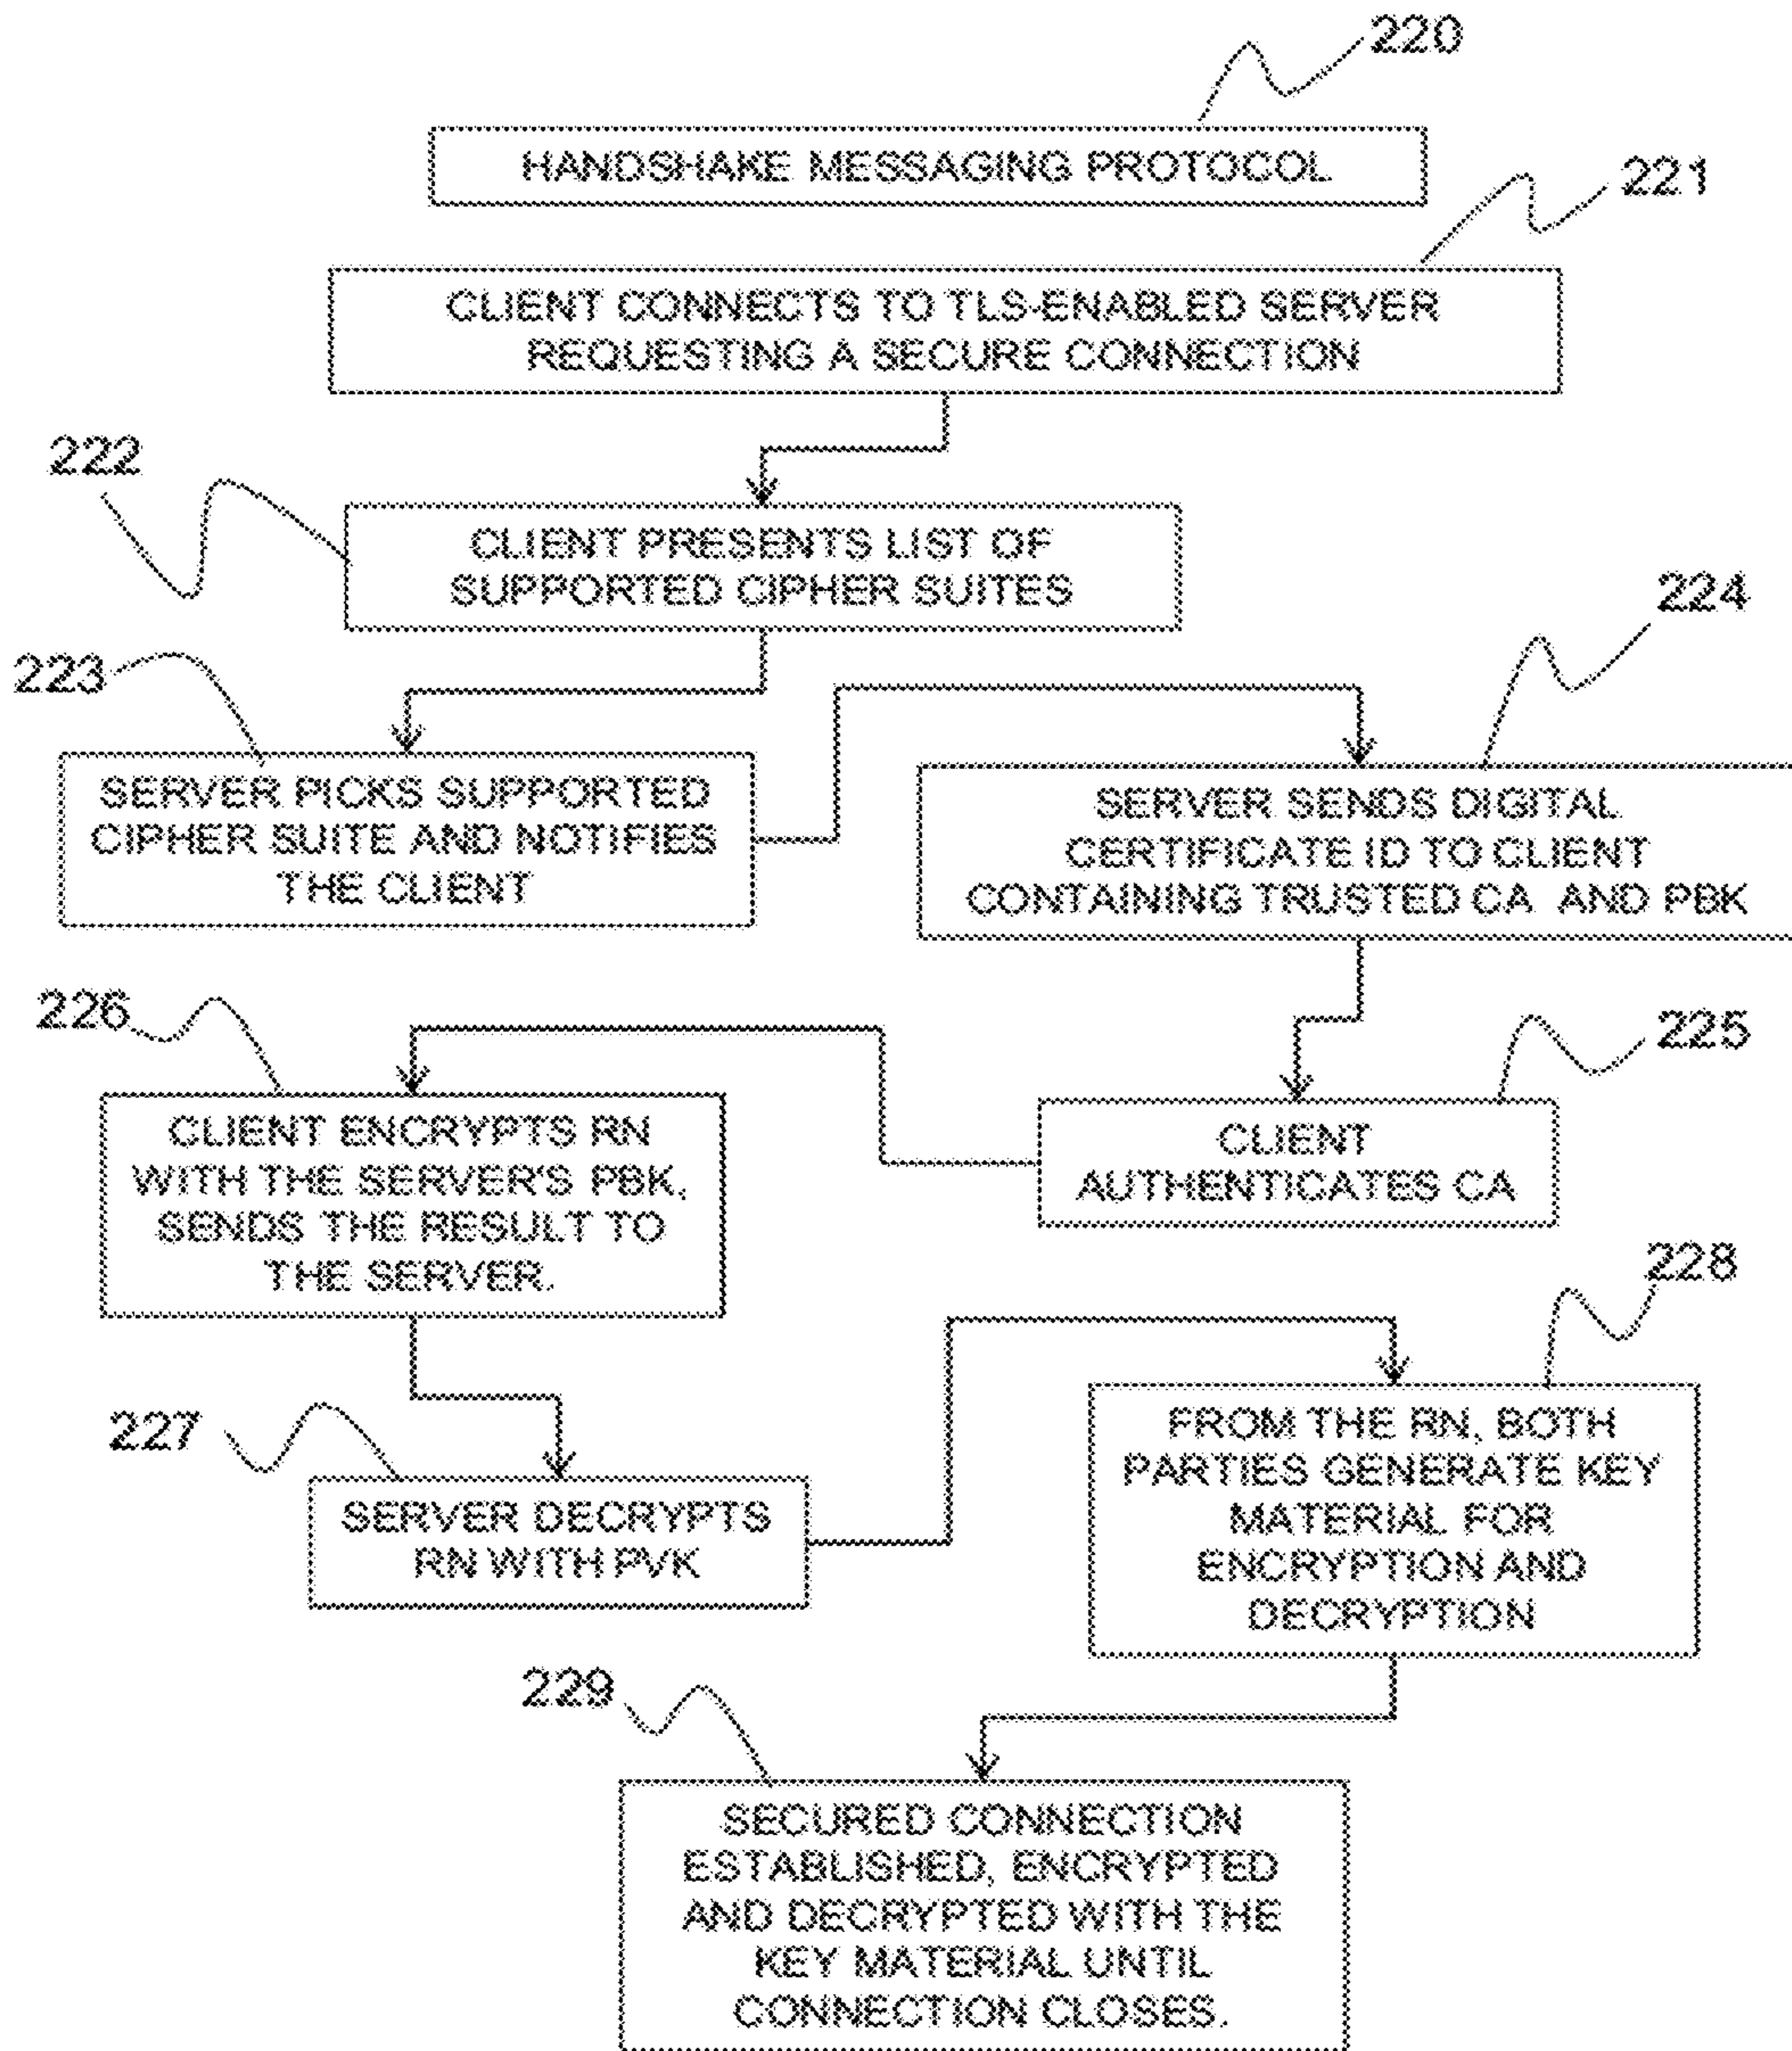 220
HANDSHAKE MESSAGING PROTOCOL
221
CLIENT CONNECTS TO TLS-ENABLED SERVER
REQUESTING A SECURE CONNECTION
222
CLIENT PRESENTS LIST OF
SUPPORTED CIPHER SUITES
223
SERVER PICKS SUPPORTED
CIPHER SUITE AND NOTIFIES
THE CLIENT
224
SERVER SENDS DIGITAL
CERTIFICATE ID TO CLIENT
CONTAINING TRUSTED CA AND PBK
225
CLIENT
AUTHENTICATES CA
226
CLIENT ENCRYPTS RN
WITH THE SERVER'S PBK,
SENDS THE RESULT TO
THE SERVER.
227
SERVER DECRYPTS
RN WITH PVK
228
FROM THE RN, BOTH
PARTIES GENERATE KEY
MATERIAL FOR
ENCRYPTION AND
DECRYPTION
229
SECURED CONNECTION
ESTABLISHED, ENCRYPTED
AND DECRYPTED WITH THE
KEY MATERIAL UNTIL
CONNECTION CLOSES.